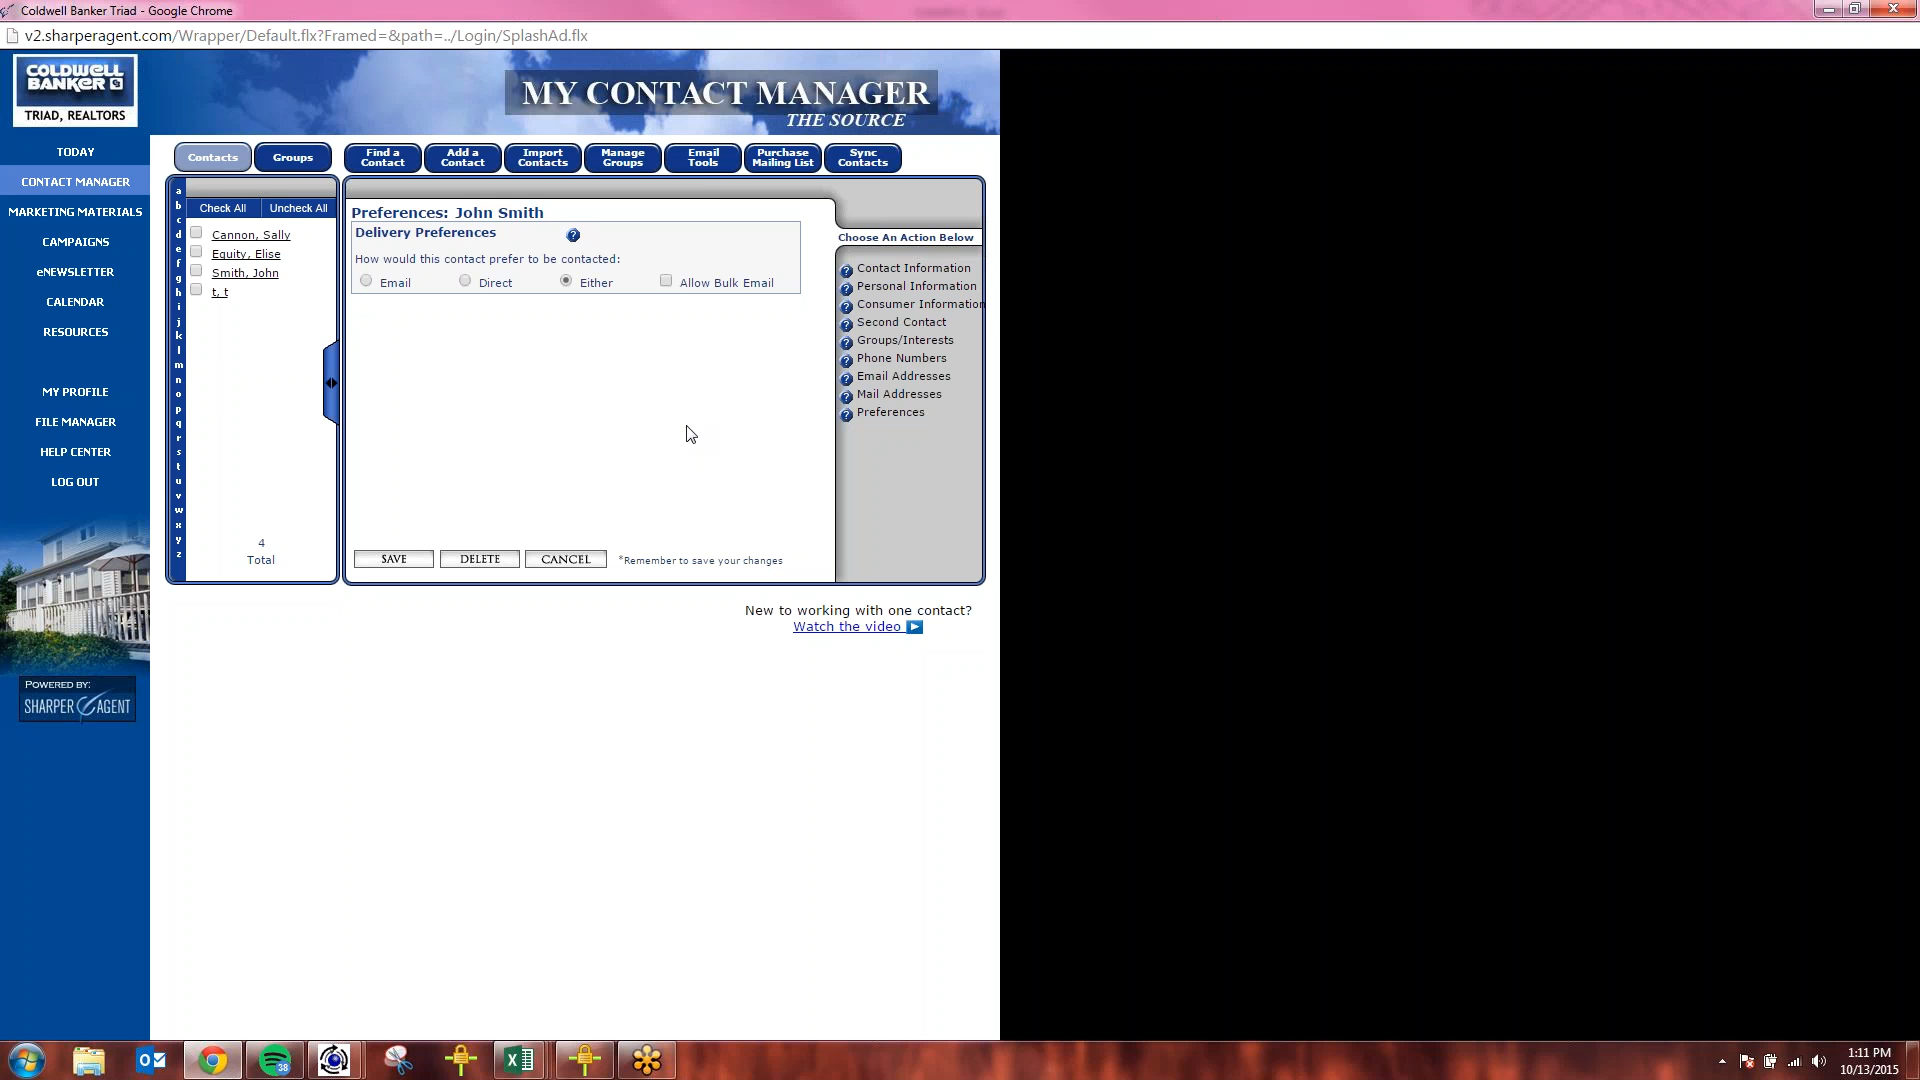 Coldwell Banker Triad - Google Chrome
v2.sharperagent.com/Wrapper/Default.flx?Framed=&path=../Login/SplashAd.flx
COLDWELL
BANKER
TRIAD, REALTORS
MY CONTACT MANAGER
THE SOURCE
TODAY
CONTACT MANAGER
MARKETING MATERIALS
CAMPAIGNS
eNEWSLETTER
CALENDAR
RESOURCES
MY PROFILE
FILE MANAGER
HELP CENTER
LOG OUT
POWERED BY:
SHARPER AGENT
Contacts
Groups
Find a
Contact
Add a
Contact
Import
Contacts
Manage
Groups
Email
Tools
Purchase
Mailing List
Sync
Contacts
a
b
c
d
e
f
g
h
i
j
k
l
m
n
o
p
q
r
s
t
u
v
w
x
y
z
Check All
Uncheck All
Cannon, Sally
Equity, Elise
Smith, John
t, t
4
Total
Preferences: John Smith
Delivery Preferences ?
How would this contact prefer to be contacted:
Email Direct Either Allow Bulk Email
SAVE DELETE CANCEL *Remember to save your changes
Choose An Action Below
? Contact Information
? Personal Information
? Consumer Information
? Second Contact
? Groups/Interests
? Phone Numbers
? Email Addresses
? Mail Addresses
? Preferences
New to working with one contact?
Watch the video
38
1:11 PM
10/13/2015